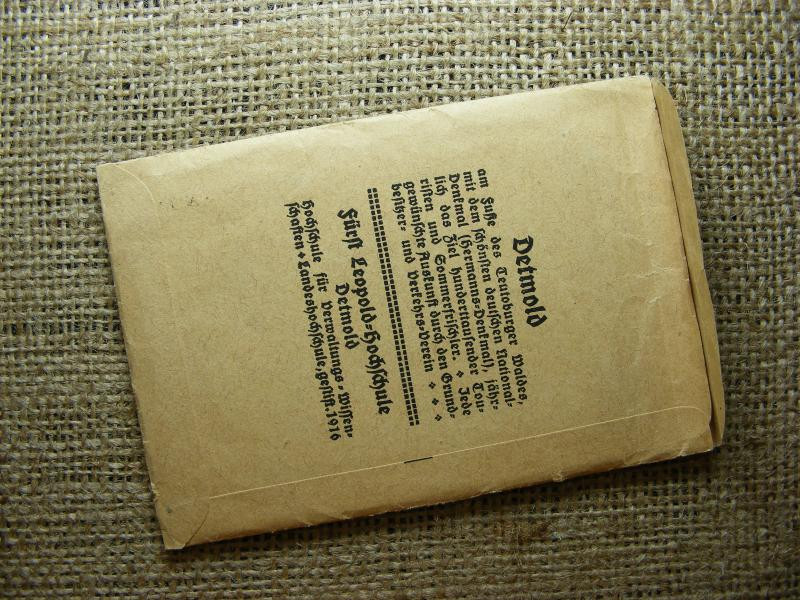 Detmold
am Fuße des Teutoburger Waldes,
mit dem schönsten deutschen National-
Denkmal (Hermanns-Denkmal), jähr-
lich das Ziel hunderttausender Tou-
risten und Sommerfrischler. ❖ Jede
gewünschte Auskunft durch den Grund-
besitzer- und Verkehrs-Verein ❖ ❖ ❖
Fürst Leopold-Hochschule
Detmold
Hochschule für Verwaltungs-Wissen-
schaften ❖ Landeshochschule, gestift. 1916